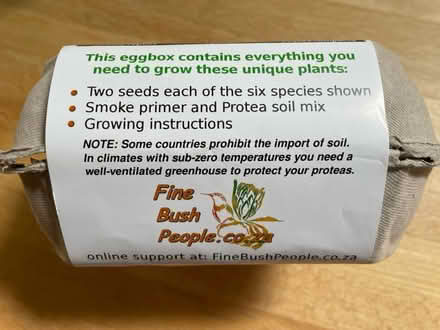 This eggbox contains everything you
need to grow these unique plants:
• Two seeds each of the six species shown
• Smoke primer and Protea soil mix
• Growing instructions
NOTE: Some countries prohibit the import of soil.
In climates with sub-zero temperatures you need a
well-ventilated greenhouse to protect your proteas.
Fine
Bush
People.co.za
online support at: FineBushPeople.co.za